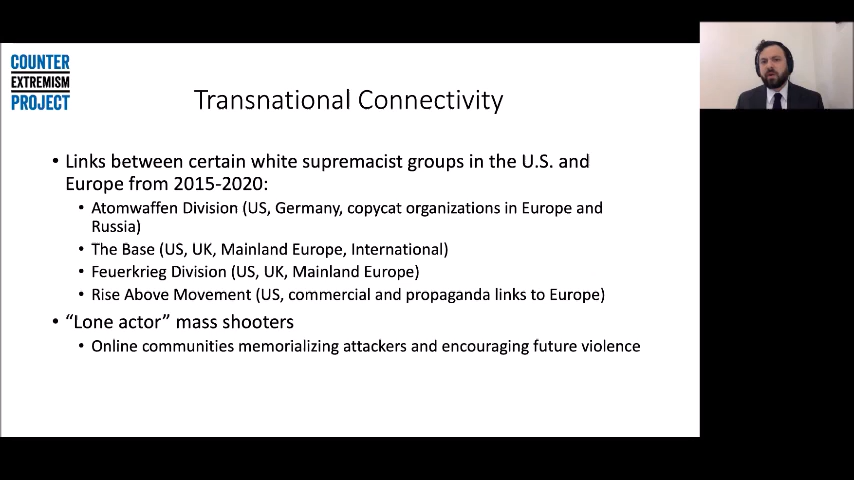 COUNTER
EXTREMISM
PROJECT
Transnational Connectivity
• Links between certain white supremacist groups in the U.S. and
Europe from 2015-2020:
• Atomwaffen Division (US, Germany, copycat organizations in Europe and
Russia)
• The Base (US, UK, Mainland Europe, International)
• Feuerkrieg Division (US, UK, Mainland Europe)
• Rise Above Movement (US, commercial and propaganda links to Europe)
• “Lone actor” mass shooters
• Online communities memorializing attackers and encouraging future violence